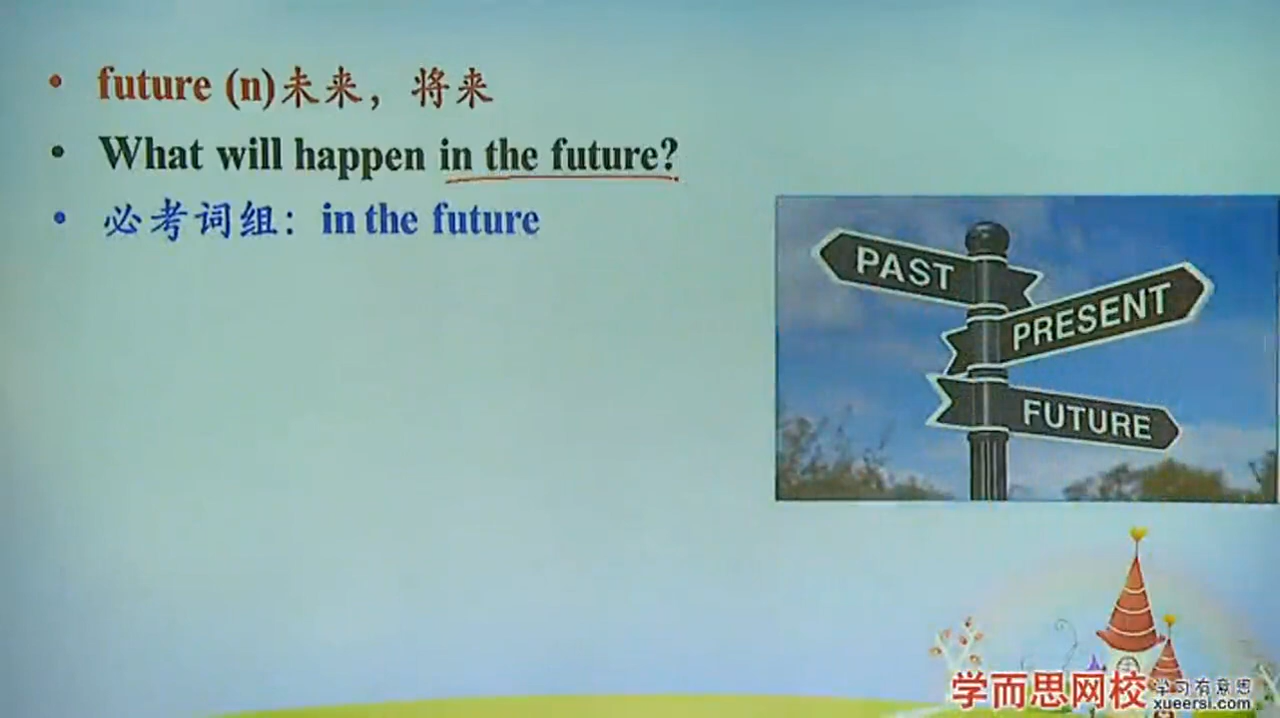 • future (n)未来，将来
• What will happen in the future?
• 必考词组：in the future
PAST
PRESENT
FUTURE
学而思网校
学习有意思
xueersi.com